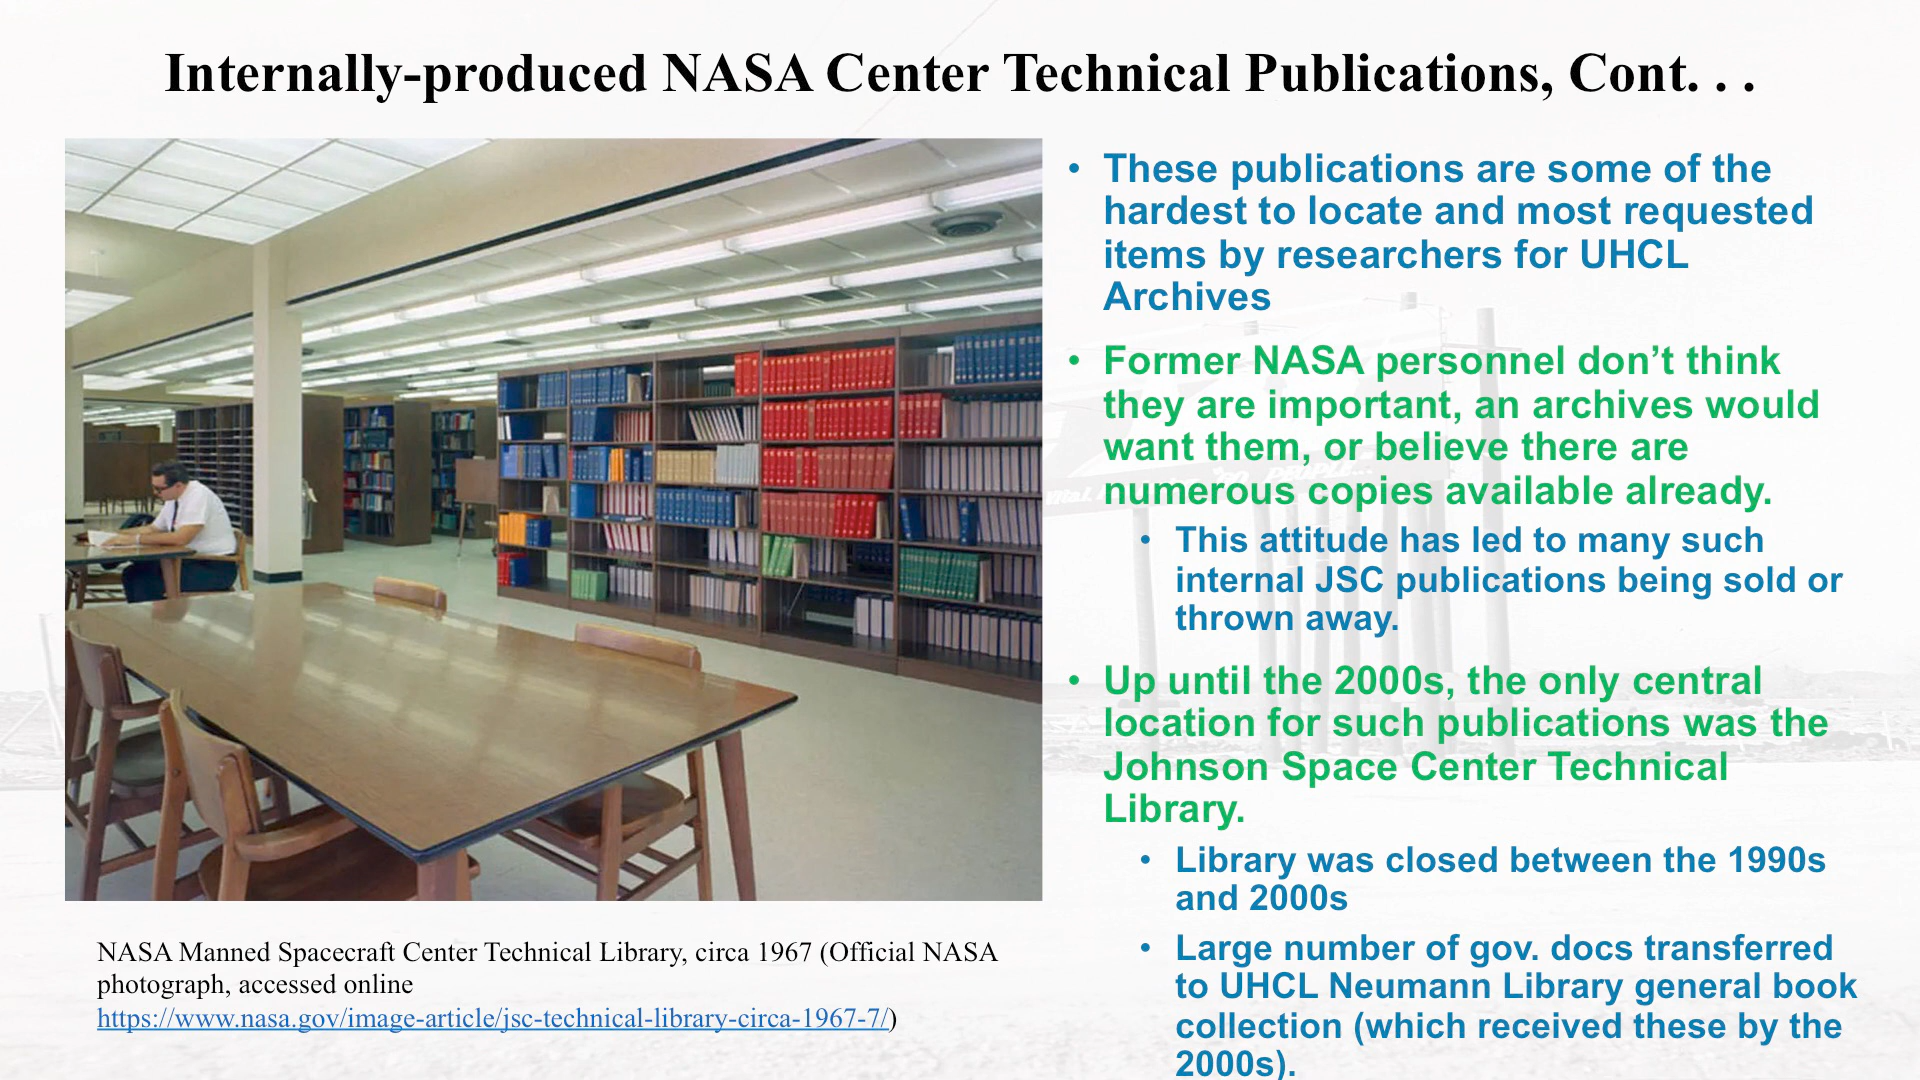 Internally-produced NASA Center Technical Publications, Cont. . .
• These publications are some of the
hardest to locate and most requested
items by researchers for UHCL
Archives
• Former NASA personnel don’t think
they are important, an archives would
want them, or believe there are
numerous copies available already.
• This attitude has led to many such
internal JSC publications being sold or
thrown away.
• Up until the 2000s, the only central
location for such publications was the
Johnson Space Center Technical
Library.
• Library was closed between the 1990s
and 2000s
• Large number of gov. docs transferred
to UHCL Neumann Library general book
collection (which received these by the
2000s).
NASA Manned Spacecraft Center Technical Library, circa 1967 (Official NASA
photograph, accessed online
https://www.nasa.gov/image-article/jsc-technical-library-circa-1967-7/)